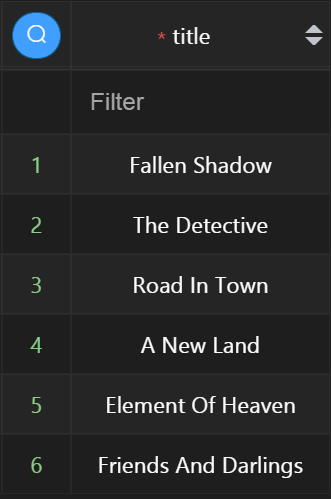 * title
Filter
1 Fallen Shadow
2 The Detective
3 Road In Town
4 A New Land
5 Element Of Heaven
6 Friends And Darlings